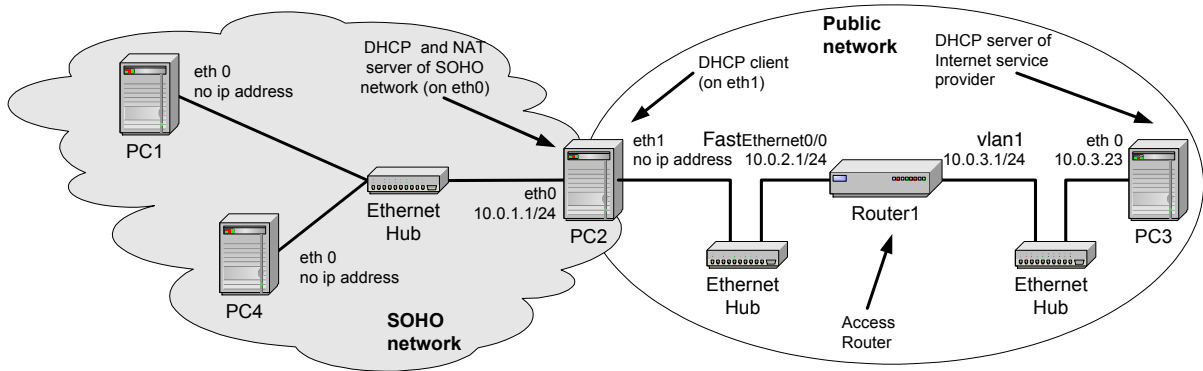 eth 0
no ip address
PC1
DHCP  and NAT
server of SOHO
network (on eth0)
Ethernet
Hub
eth0
10.0.1.1/24
PC4
eth 0
no ip address
SOHO
network
Public
network
DHCP client
(on eth1)
DHCP server of
Internet service
provider
eth1
no ip address
PC2
FastEthernet0/0
10.0.2.1/24
Router1
vlan1
10.0.3.1/24
eth 0
10.0.3.23
PC3
Ethernet
Hub
Access
Router
Ethernet
Hub